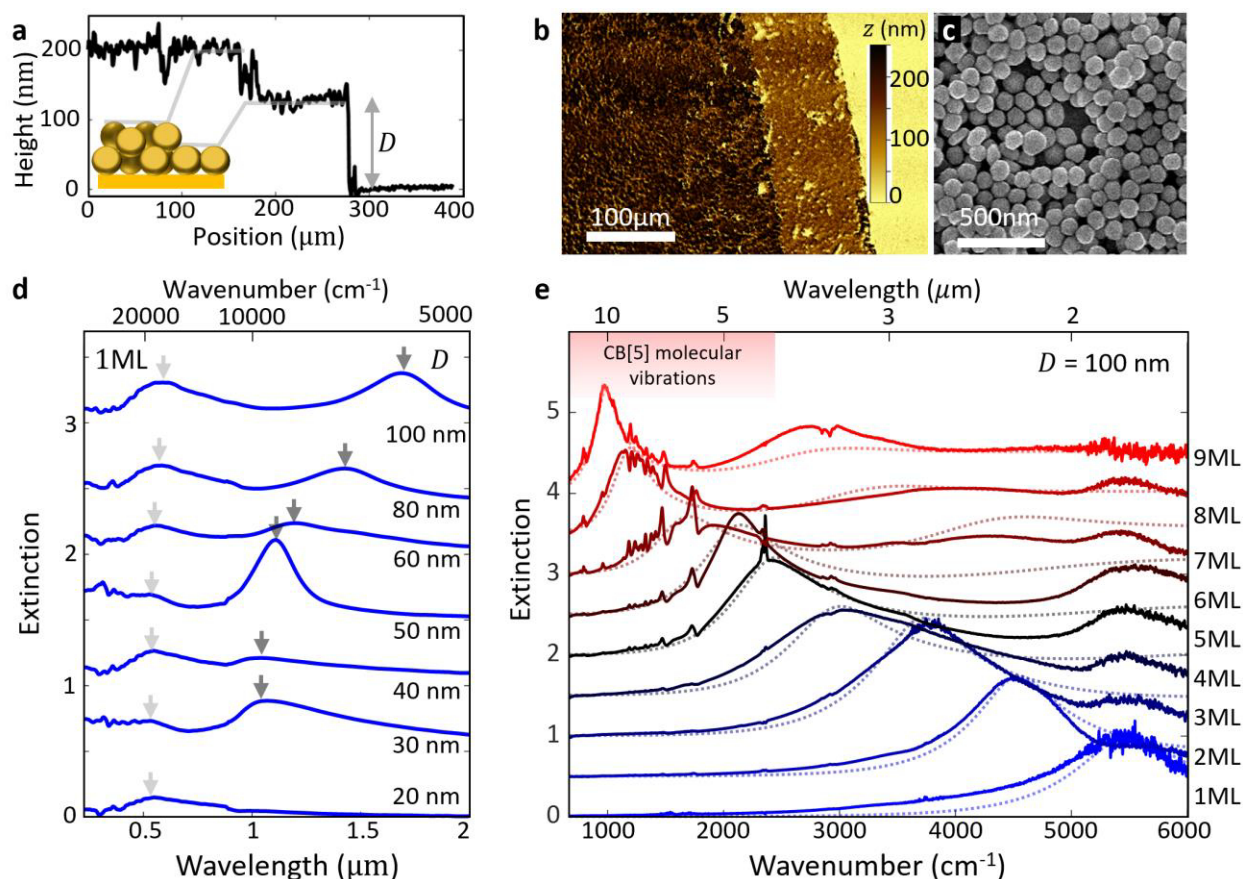 a
Height (nm)
200
100
0
D
0 100 200 300 400
Position (μm)
b
z (nm)
200
100
0
100μm
c
500nm
d
Wavenumber (cm-1)
20000 10000 5000
1ML
D
Extinction
3
2
1
0
100 nm
80 nm
60 nm
50 nm
40 nm
30 nm
20 nm
0.5 1 1.5 2
Wavelength (μm)
e
Wavelength (μm)
10 5 3 2
CB[5] molecular
vibrations
D = 100 nm
Extinction
5
4
3
2
1
0
9ML
8ML
7ML
6ML
5ML
4ML
3ML
2ML
1ML
1000 2000 3000 4000 5000 6000
Wavenumber (cm-1)